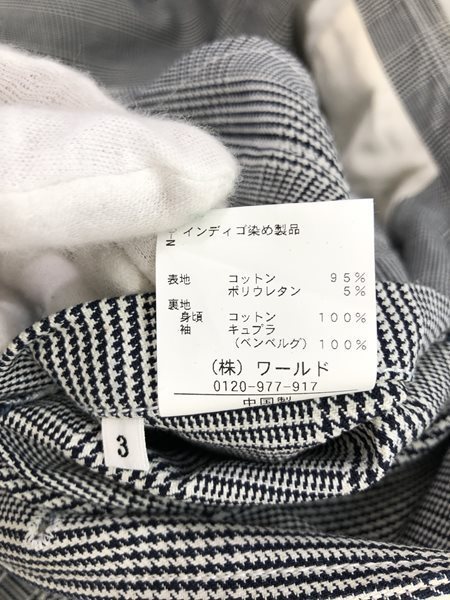 インディゴ染め製品
表地 コットン 95%
ポリウレタン 5%
裏地
身頃 コットン 100%
袖 キュプラ
(ベンベルグ) 100%
(株) ワールド
0120-977-917
中国製
3